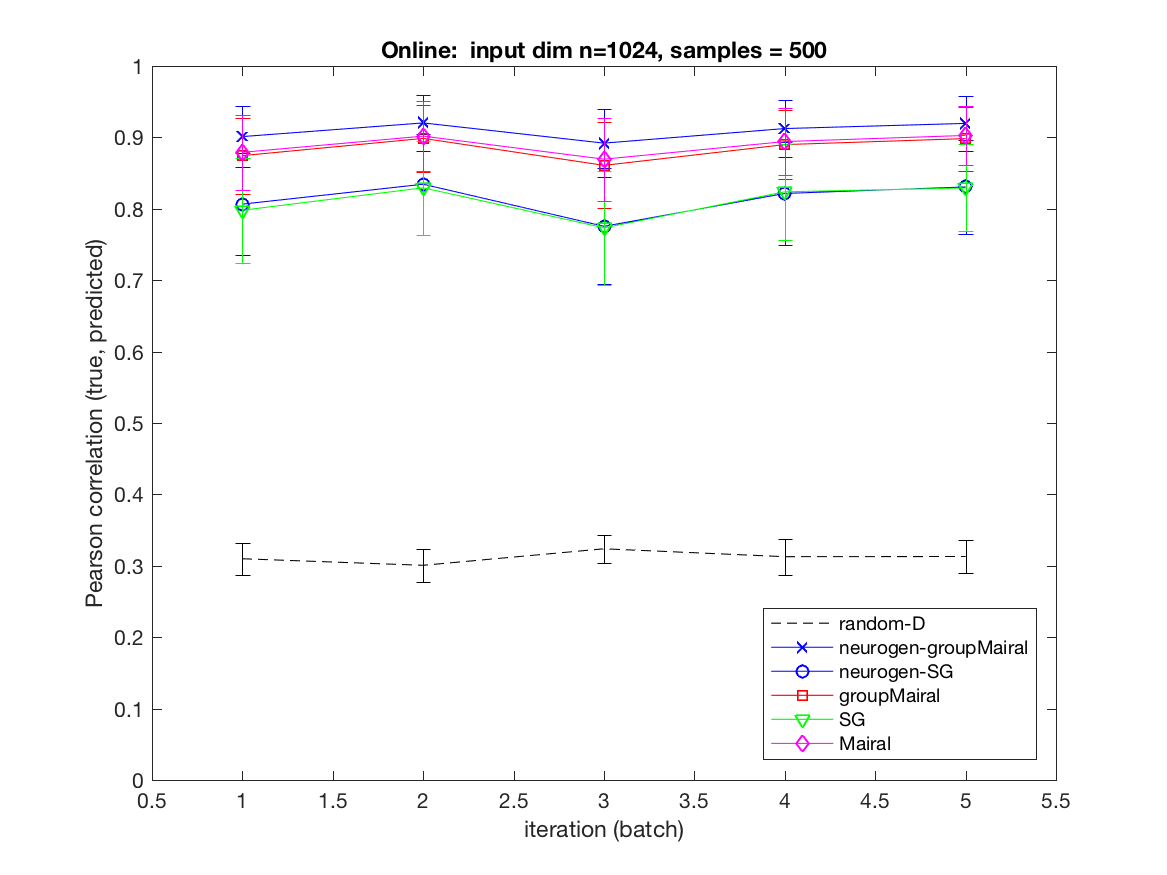 Online:  input dim n=1024, samples = 500
1
0.9
0.8
0.7
0.6
0.5
0.4
0.3
0.2
0.1
0
Pearson correlation (true, predicted)
random-D
neurogen-groupMairal
neurogen-SG
groupMairal
SG
Mairal
0.5 1 1.5 2 2.5 3 3.5 4 4.5 5 5.5
iteration (batch)